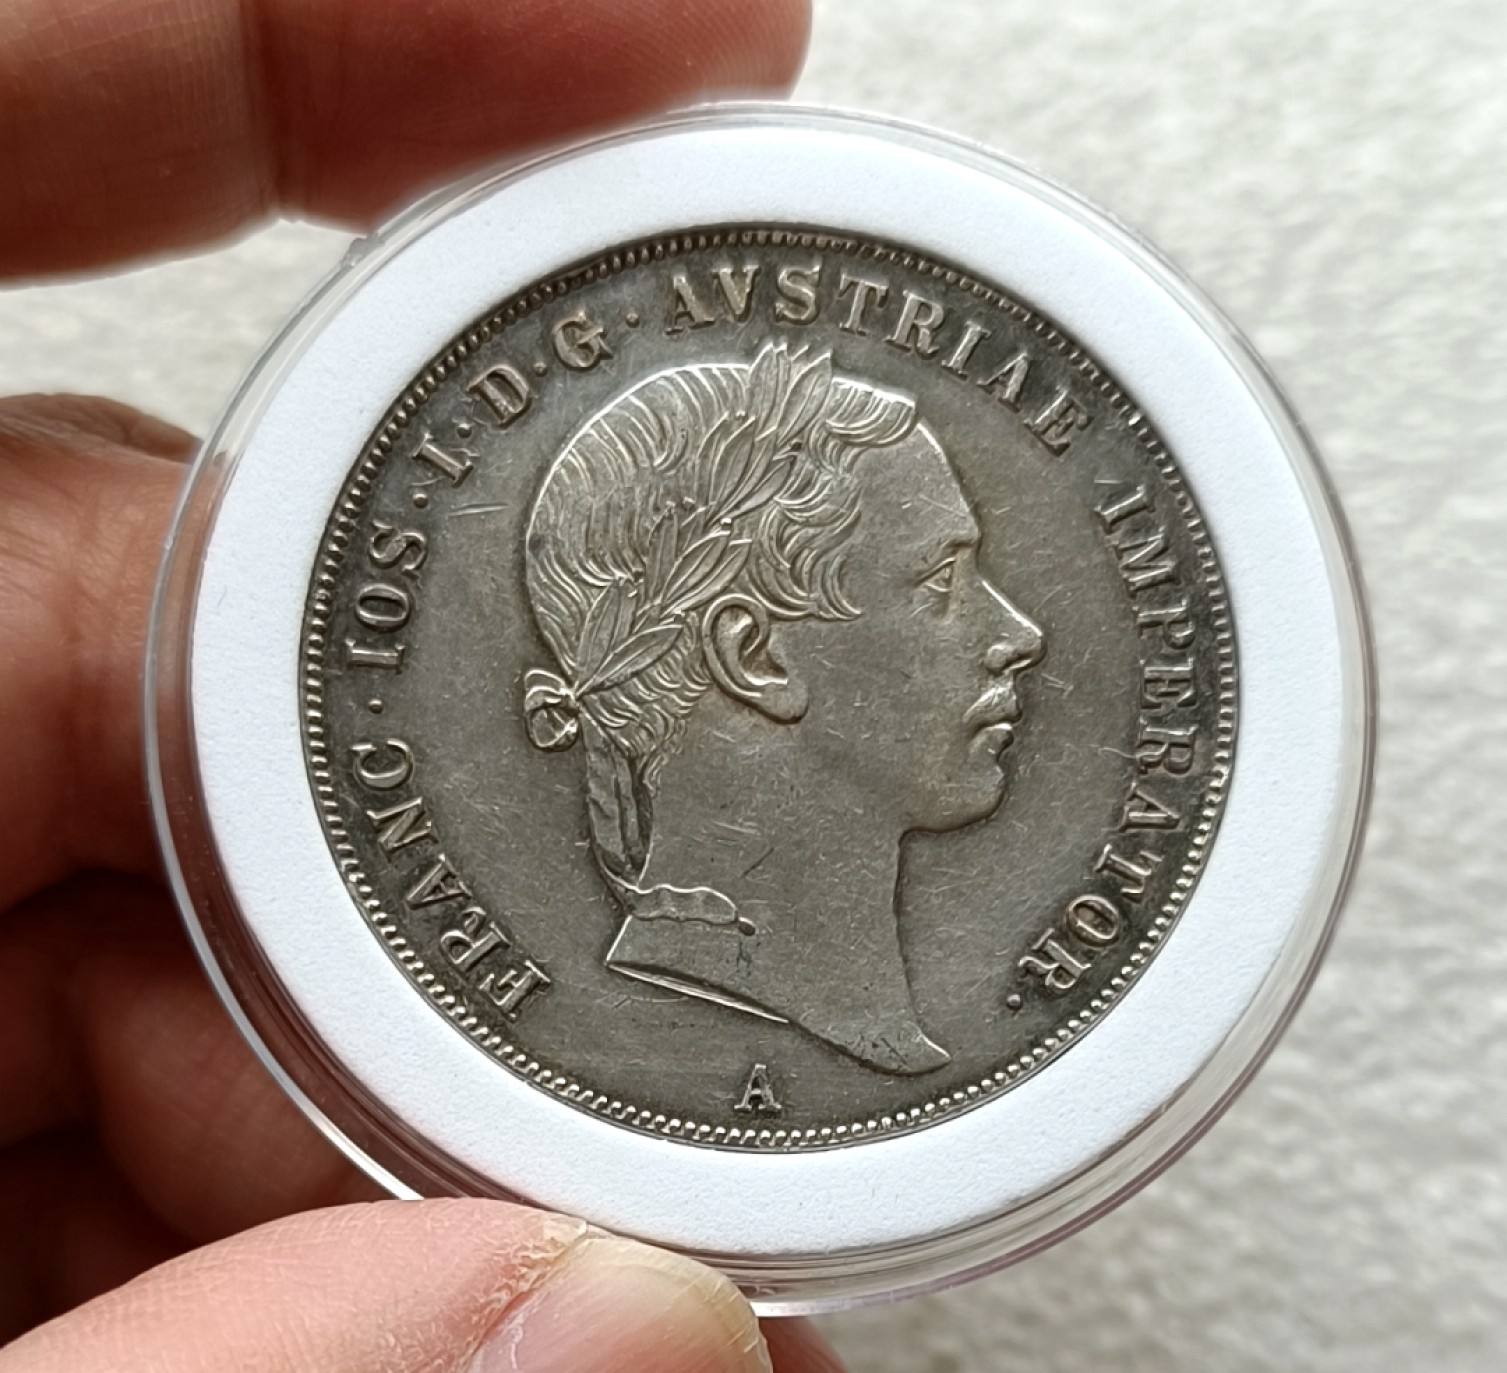 FRANC · IOS · I · D · G · AVSTRIAE IMPERATOR ·
A